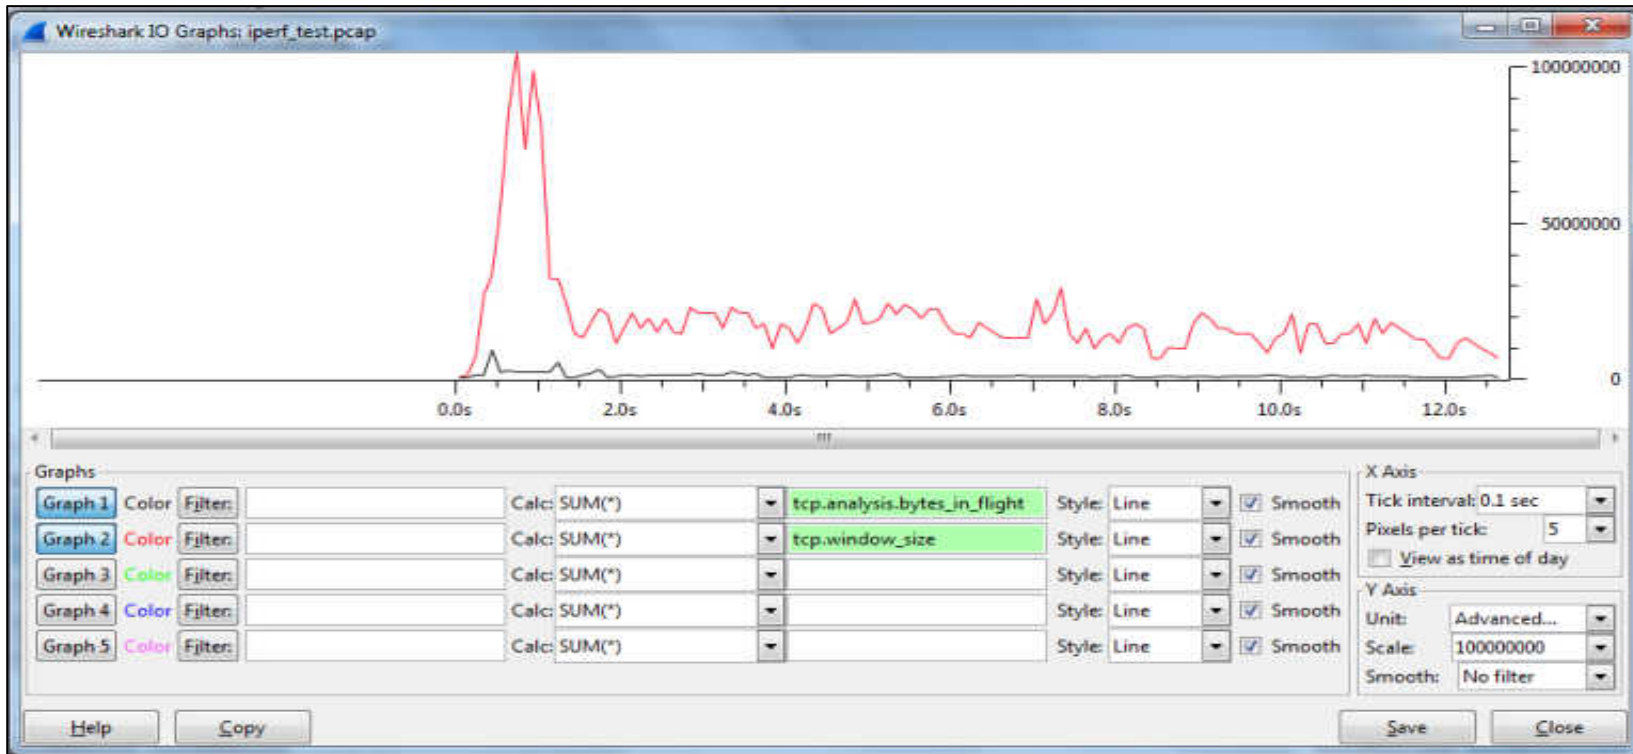 Wireshark IO Graphs: iperf_test.pcap
100000000
50000000
0
0.0s 2.0s 4.0s 6.0s 8.0s 10.0s 12.0s
Graphs
Graph 1 Color Filter: Calc: SUM(*) tcp.analysis.bytes_in_flight Style: Line Smooth
Graph 2 Color Filter: Calc: SUM(*) tcp.window_size Style: Line Smooth
Graph 3 Color Filter: Calc: SUM(*) Style: Line Smooth
Graph 4 Color Filter: Calc: SUM(*) Style: Line Smooth
Graph 5 Color Filter: Calc: SUM(*) Style: Line Smooth
X Axis
Tick interval: 0.1 sec
Pixels per tick: 5
View as time of day
Y Axis
Unit: Advanced...
Scale: 100000000
Smooth: No filter
Help Copy Save Close